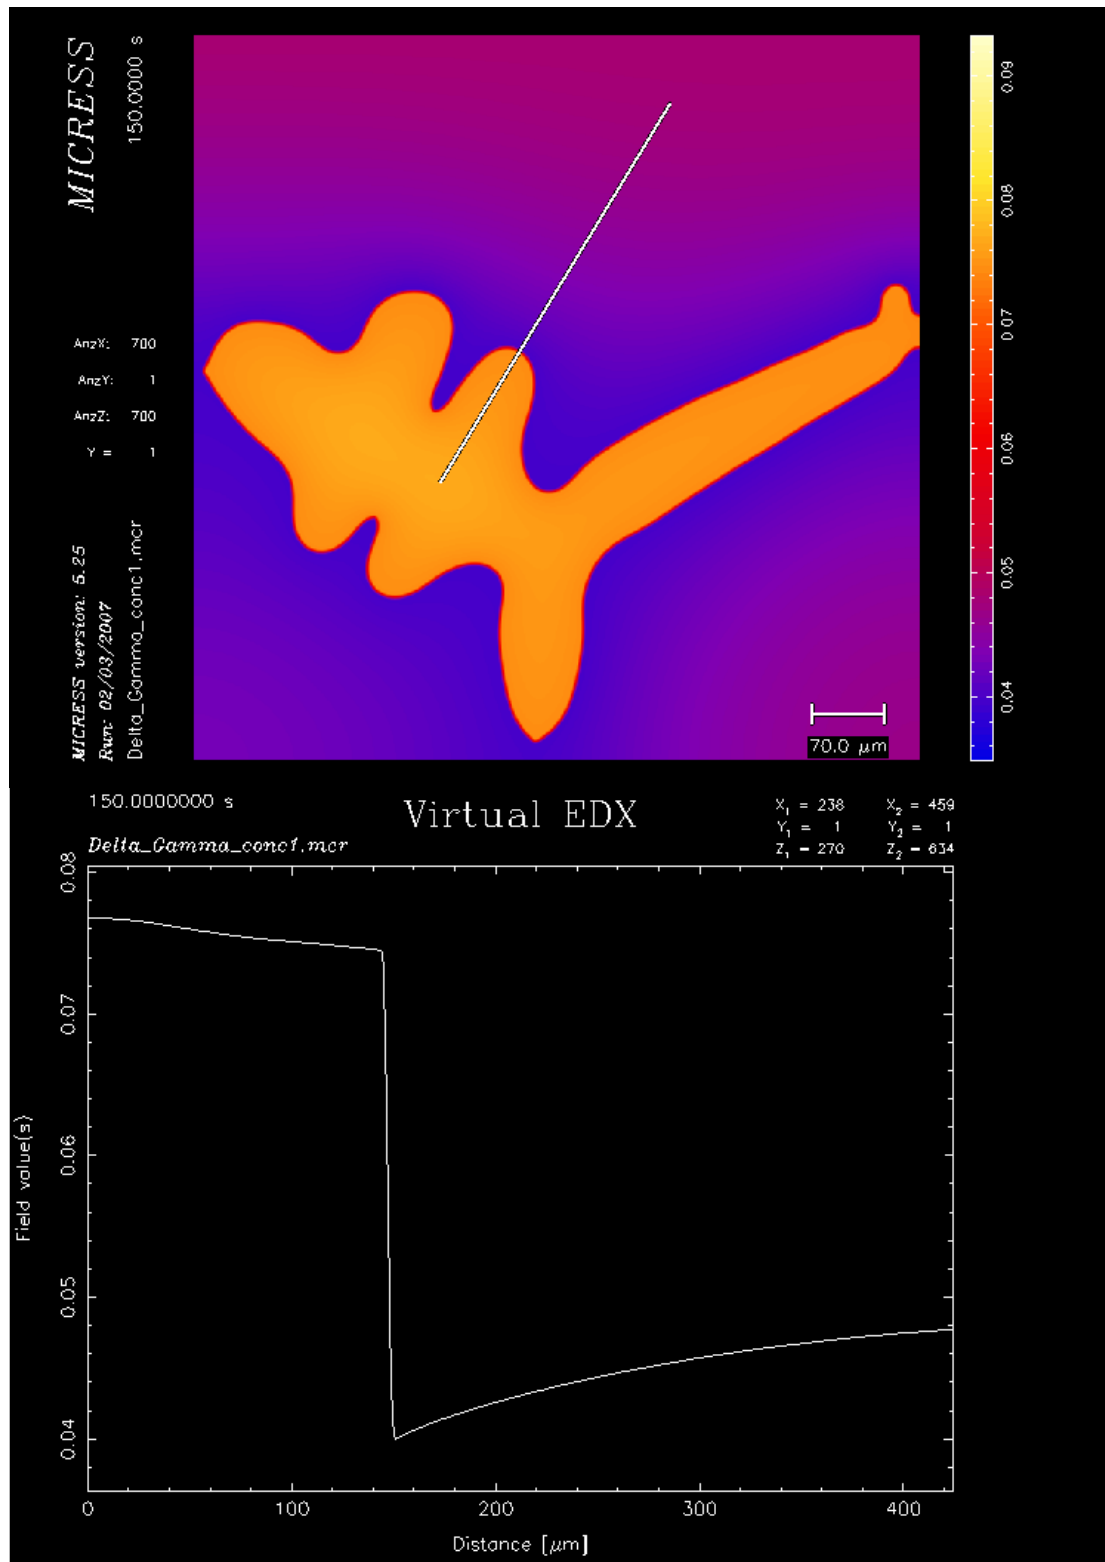 MICRESS
150.0000 s
AnzX: 700
AnzY: 1
AnzZ: 700
Y = 1
MICRESS version: 5.25
Run: 02/03/2007
Delta_Gamma_conc1.mcr
0.09
0.08
0.07
0.06
0.05
0.04
70.0 μm
150.0000000 s
Virtual EDX
X1 = 238 X2 = 459
Y1 = 1 Y2 = 1
Z1 = 270 Z2 = 634
Delta_Gamma_conc1.mcr
0.08
0.07
0.06
0.05
0.04
Field value(s)
0 100 200 300 400
Distance [μm]